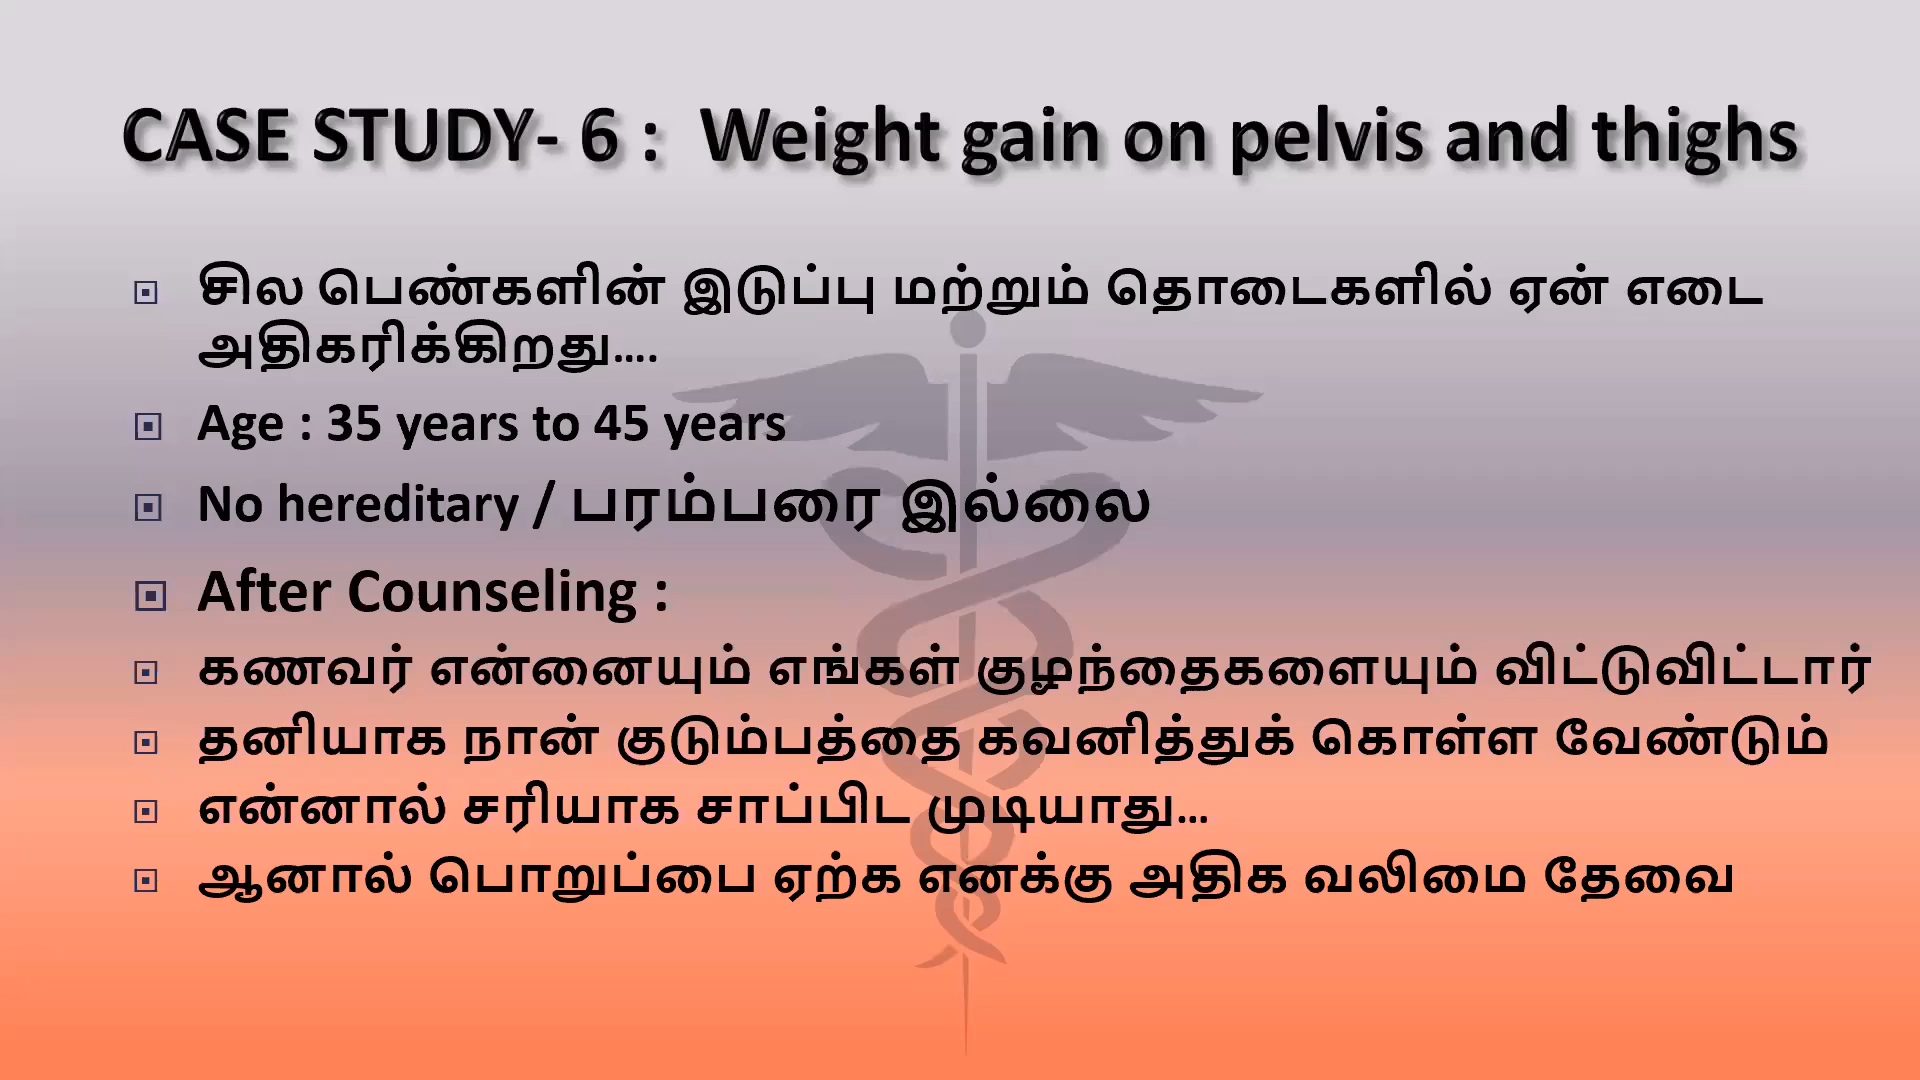 CASE STUDY- 6 : Weight gain on pelvis and thighs
சில பெண்களின் இடுப்பு மற்றும் தொடைகளில் ஏன் எடை
அதிகரிக்கிறது....
Age : 35 years to 45 years
No hereditary / பரம்பரை இல்லை
After Counseling :
கணவர் என்னையும் எங்கள் குழந்தைகளையும் விட்டுவிட்டார்
தனியாக நான் குடும்பத்தை கவனித்துக் கொள்ள வேண்டும்
என்னால் சரியாக சாப்பிட முடியாது...
ஆனால் பொறுப்பை ஏற்க எனக்கு அதிக வலிமை தேவை